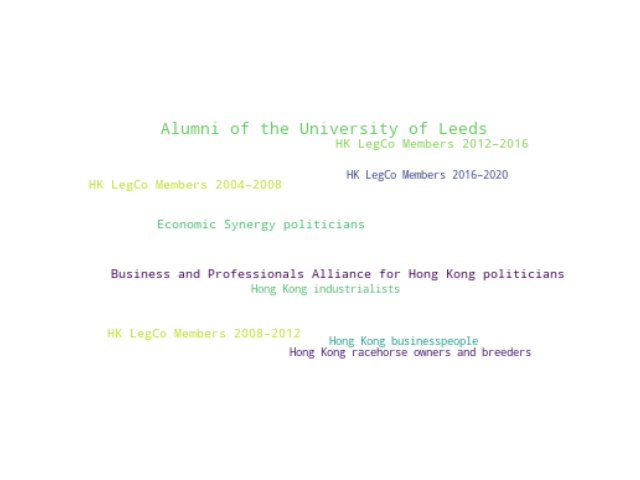 Alumni of the University of Leeds
HK LegCo Members 2012–2016
HK LegCo Members 2016–2020
HK LegCo Members 2004–2008
Economic Synergy politicians
Business and Professionals Alliance for Hong Kong politicians
Hong Kong industrialists
HK LegCo Members 2008–2012
Hong Kong businesspeople
Hong Kong racehorse owners and breeders